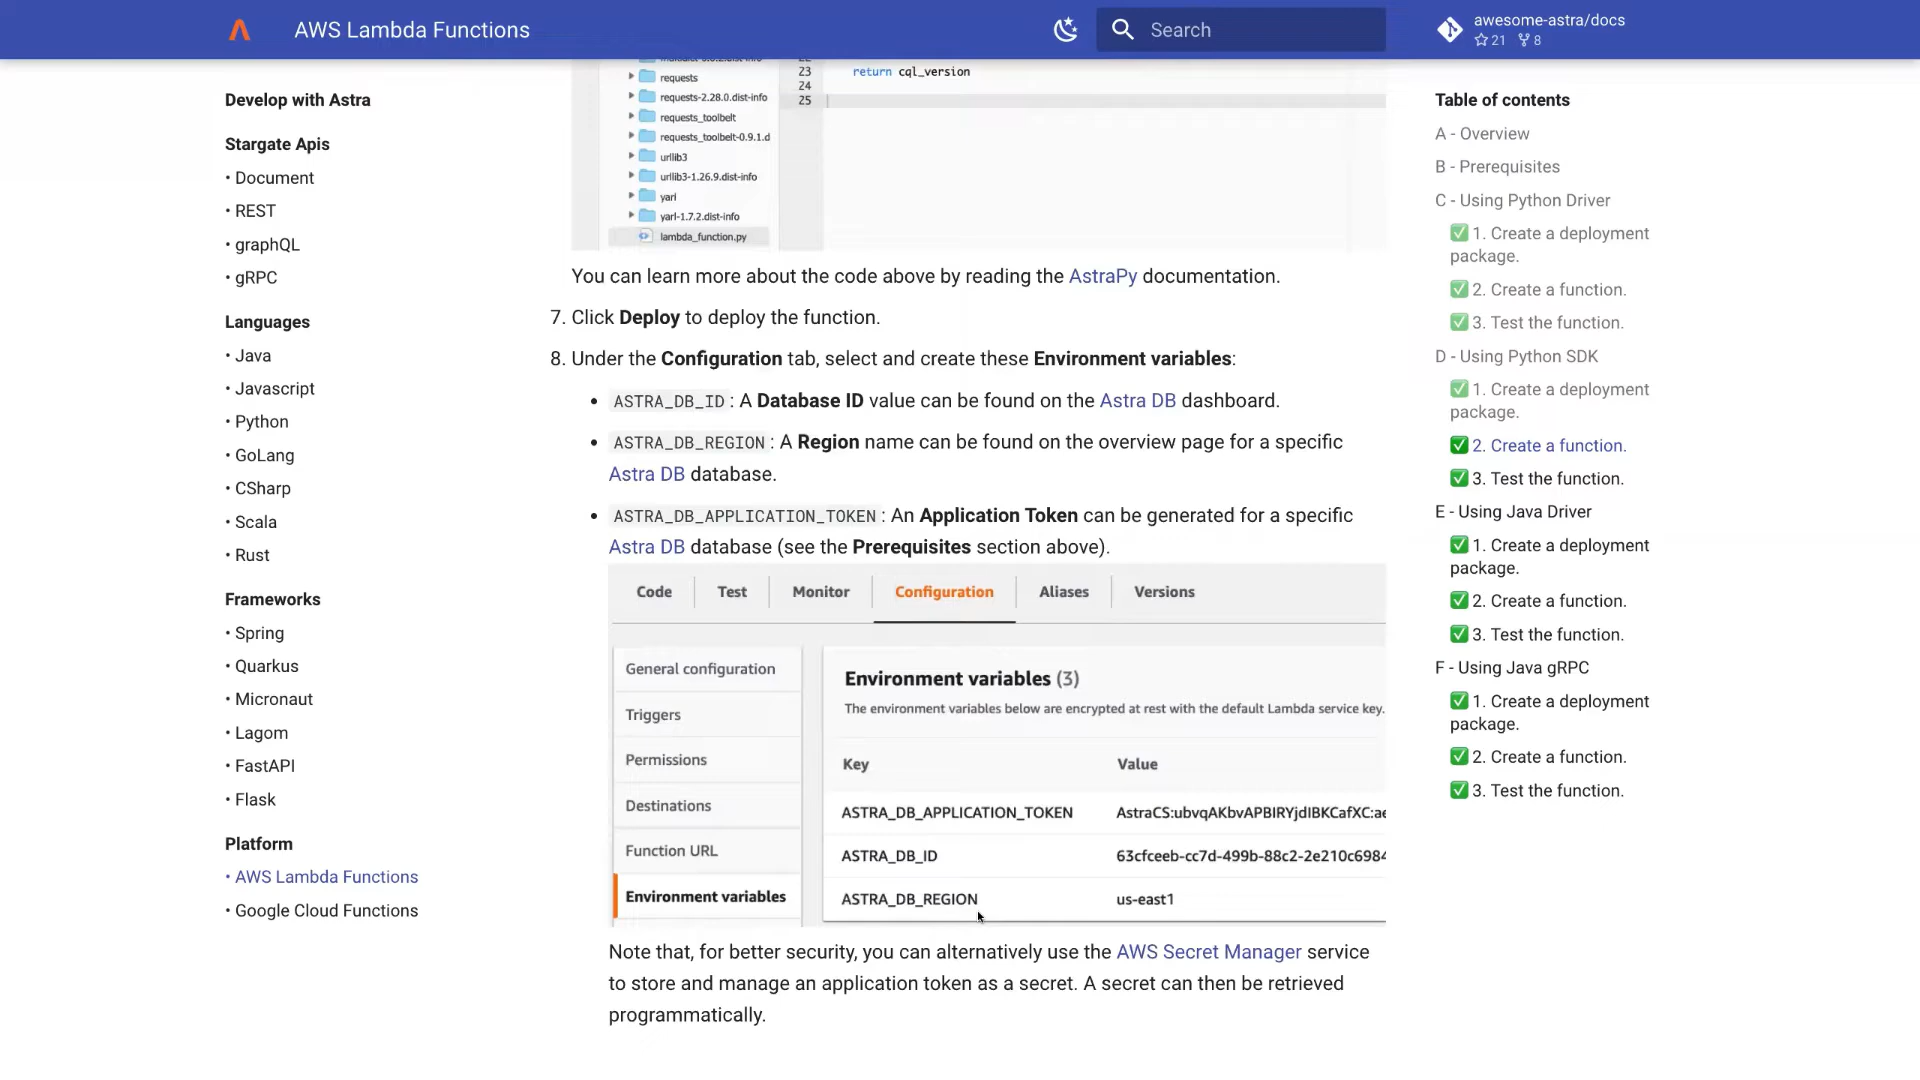 AWS Lambda Functions
Search
awesome-astra/docs
21 8
Develop with Astra
Stargate Apis
• Document
• REST
• graphQL
• gRPC
Languages
• Java
• Javascript
• Python
• GoLang
• CSharp
• Scala
• Rust
Frameworks
• Spring
• Quarkus
• Micronaut
• Lagom
• FastAPI
• Flask
Platform
• AWS Lambda Functions
• Google Cloud Functions
requests
requests-2.28.0.dist-info
requests_toolbelt
requests_toolbelt-0.9.1.d
urllib3
urllib3-1.26.9.dist-info
yarl
yarl-1.7.2.dist-info
lambda_function.py
23 return cql_version
24
25
You can learn more about the code above by reading the AstraPy documentation.
7. Click Deploy to deploy the function.
8. Under the Configuration tab, select and create these Environment variables:
• ASTRA_DB_ID : A Database ID value can be found on the Astra DB dashboard.
• ASTRA_DB_REGION : A Region name can be found on the overview page for a specific
Astra DB database.
• ASTRA_DB_APPLICATION_TOKEN : An Application Token can be generated for a specific
Astra DB database (see the Prerequisites section above).
Code Test Monitor Configuration Aliases Versions
General configuration
Triggers
Permissions
Destinations
Function URL
Environment variables
Environment variables (3)
The environment variables below are encrypted at rest with the default Lambda service key.
Key Value
ASTRA_DB_APPLICATION_TOKEN AstraCS:ubvqAKbvAPBIRYjdIBKCafXC:ae
ASTRA_DB_ID 63cfceeb-cc7d-499b-88c2-2e210c6984
ASTRA_DB_REGION us-east1
Note that, for better security, you can alternatively use the AWS Secret Manager service
to store and manage an application token as a secret. A secret can then be retrieved
programmatically.
Table of contents
A - Overview
B - Prerequisites
C - Using Python Driver
✅ 1. Create a deployment
package.
✅ 2. Create a function.
✅ 3. Test the function.
D - Using Python SDK
✅ 1. Create a deployment
package.
✅ 2. Create a function.
✅ 3. Test the function.
E - Using Java Driver
✅ 1. Create a deployment
package.
✅ 2. Create a function.
✅ 3. Test the function.
F - Using Java gRPC
✅ 1. Create a deployment
package.
✅ 2. Create a function.
✅ 3. Test the function.